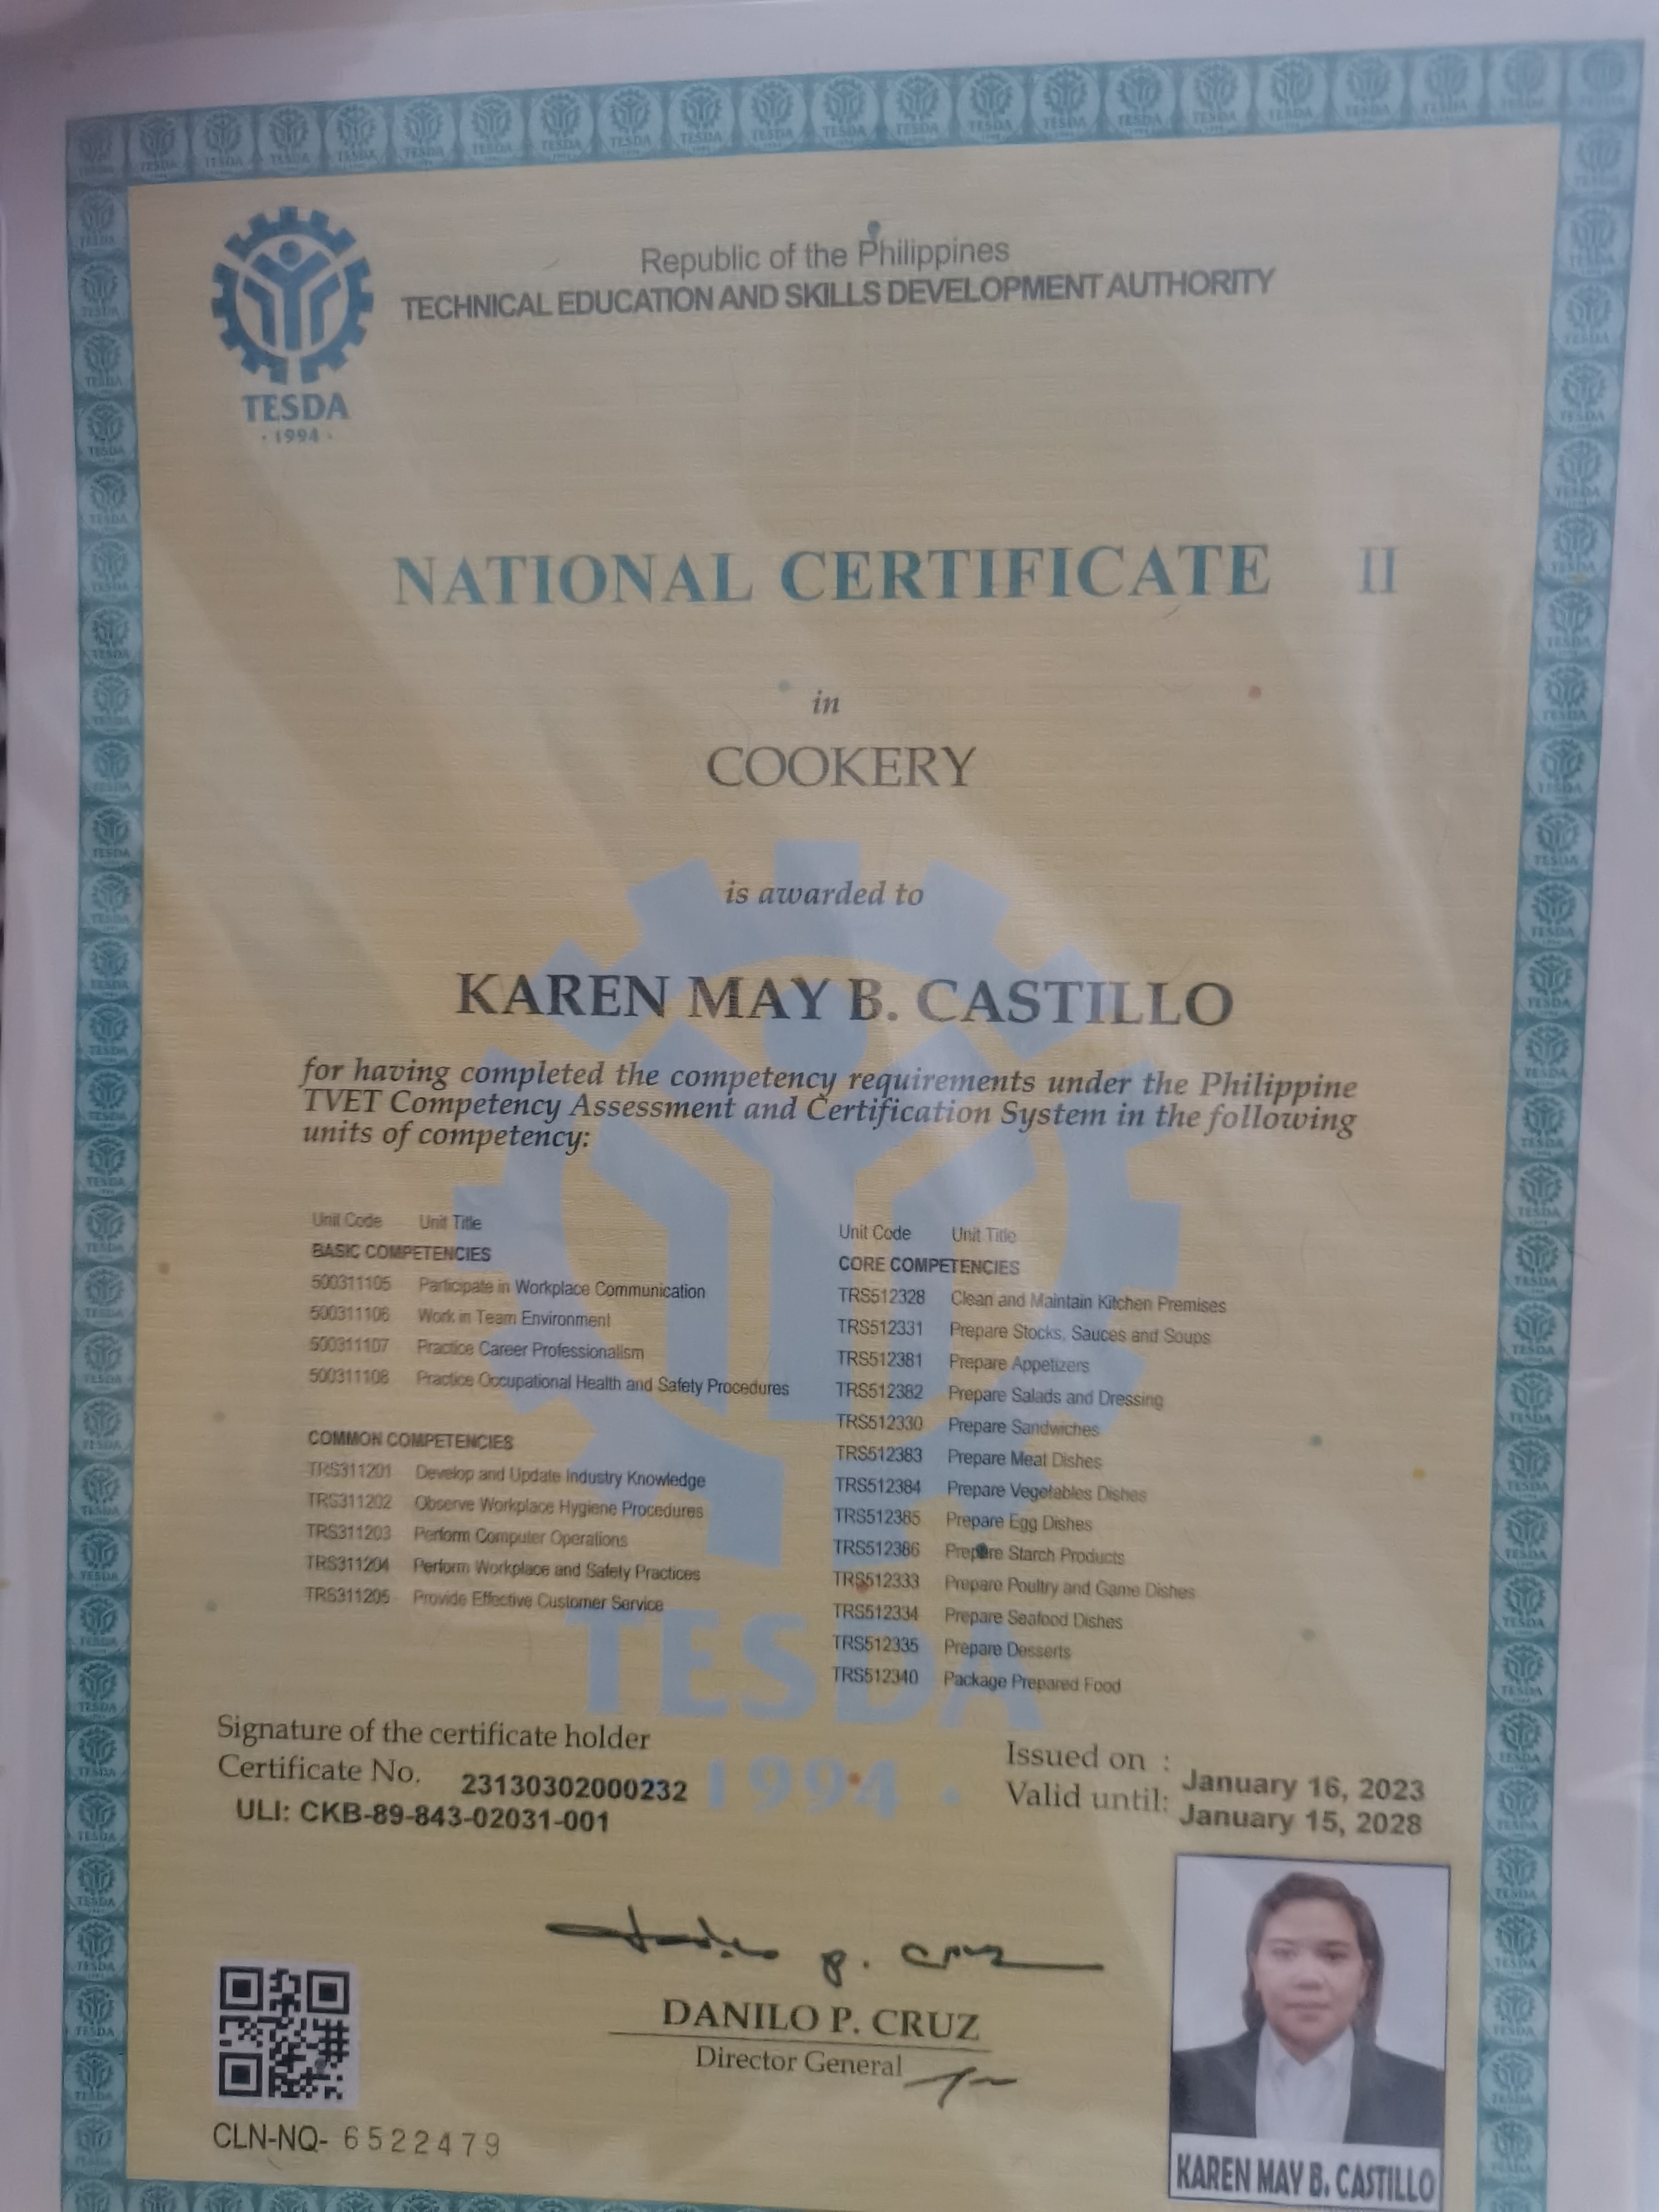 Republic of the Philippines
TECHNICAL EDUCATION AND SKILLS DEVELOPMENT AUTHORITY
TESDA
· 1994 ·
NATIONAL CERTIFICATE II
in
COOKERY
is awarded to
KAREN MAY B. CASTILLO
for having completed the competency requirements under the Philippine
TVET Competency Assessment and Certification System in the following
units of competency:
Unit Code Unit Title
BASIC COMPETENCIES
500311105 Participate in Workplace Communication
500311106 Work in Team Environment
500311107 Practice Career Professionalism
500311108 Practice Occupational Health and Safety Procedures
COMMON COMPETENCIES
TRS311201 Develop and Update Industry Knowledge
TRS311202 Observe Workplace Hygiene Procedures
TRS311203 Perform Computer Operations
TRS311204 Perform Workplace and Safety Practices
TRS311205 Provide Effective Customer Service
Unit Code Unit Title
CORE COMPETENCIES
TRS512328 Clean and Maintain Kitchen Premises
TRS512331 Prepare Stocks, Sauces and Soups
TRS512381 Prepare Appetizers
TRS512382 Prepare Salads and Dressing
TRS512330 Prepare Sandwiches
TRS512383 Prepare Meat Dishes
TRS512384 Prepare Vegetables Dishes
TRS512385 Prepare Egg Dishes
TRS512386 Prepare Starch Products
TRS512333 Prepare Poultry and Game Dishes
TRS512334 Prepare Seafood Dishes
TRS512335 Prepare Desserts
TRS512340 Package Prepared Food
TESDA
1994 ·
Signature of the certificate holder
Certificate No. 23130302000232
ULI: CKB-89-843-02031-001
Issued on : January 16, 2023
Valid until: January 15, 2028
Danilo P. Cruz
DANILO P. CRUZ
Director General
CLN-NQ- 6522479
KAREN MAY B. CASTILLO